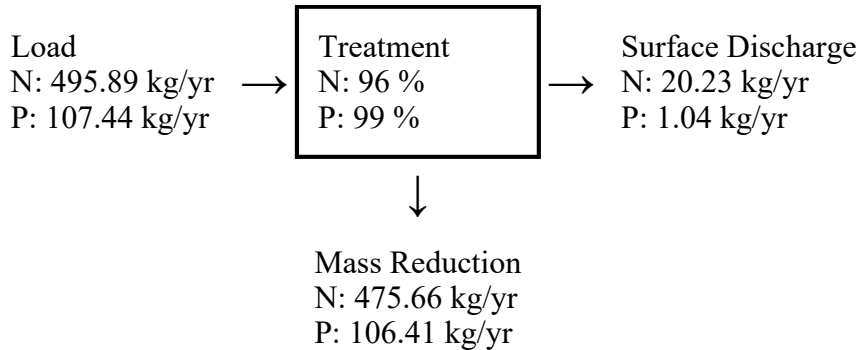 Load
N: 495.89 kg/yr
P: 107.44 kg/yr
→
Treatment
N: 96 %
P: 99 %
→
Surface Discharge
N: 20.23 kg/yr
P: 1.04 kg/yr
↓
Mass Reduction
N: 475.66 kg/yr
P: 106.41 kg/yr